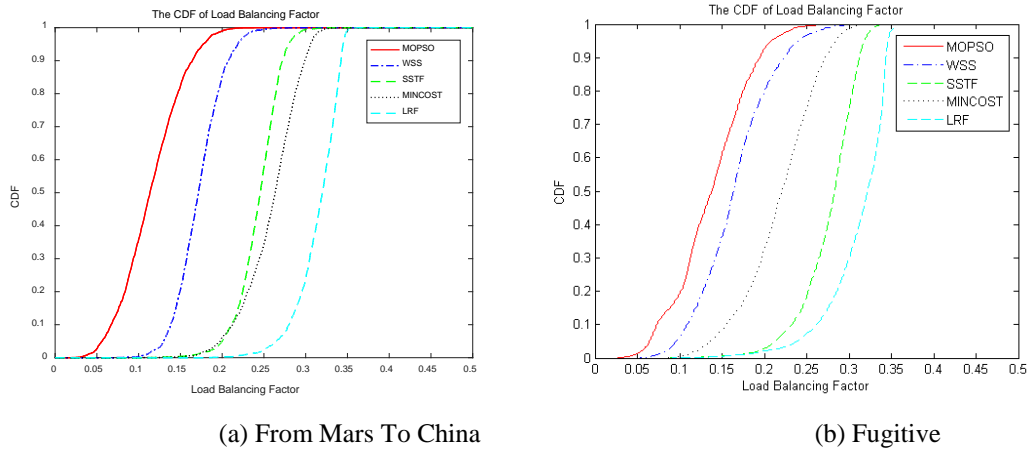 The CDF of Load Balancing Factor
1
0.9
0.8
0.7
0.6
0.5
0.4
0.3
0.2
0.1
0
CDF
MOPSO
WSS
SSTF
MINCOST
LRF
0 0.05 0.1 0.15 0.2 0.25 0.3 0.35 0.4 0.45 0.5
Load Balancing Factor
(a) From Mars To China
The CDF of Load Balancing Factor
1
0.9
0.8
0.7
0.6
0.5
0.4
0.3
0.2
0.1
0
CDF
MOPSO
WSS
SSTF
MINCOST
LRF
0 0.05 0.1 0.15 0.2 0.25 0.3 0.35 0.4 0.45 0.5
Load Balancing Factor
(b) Fugitive